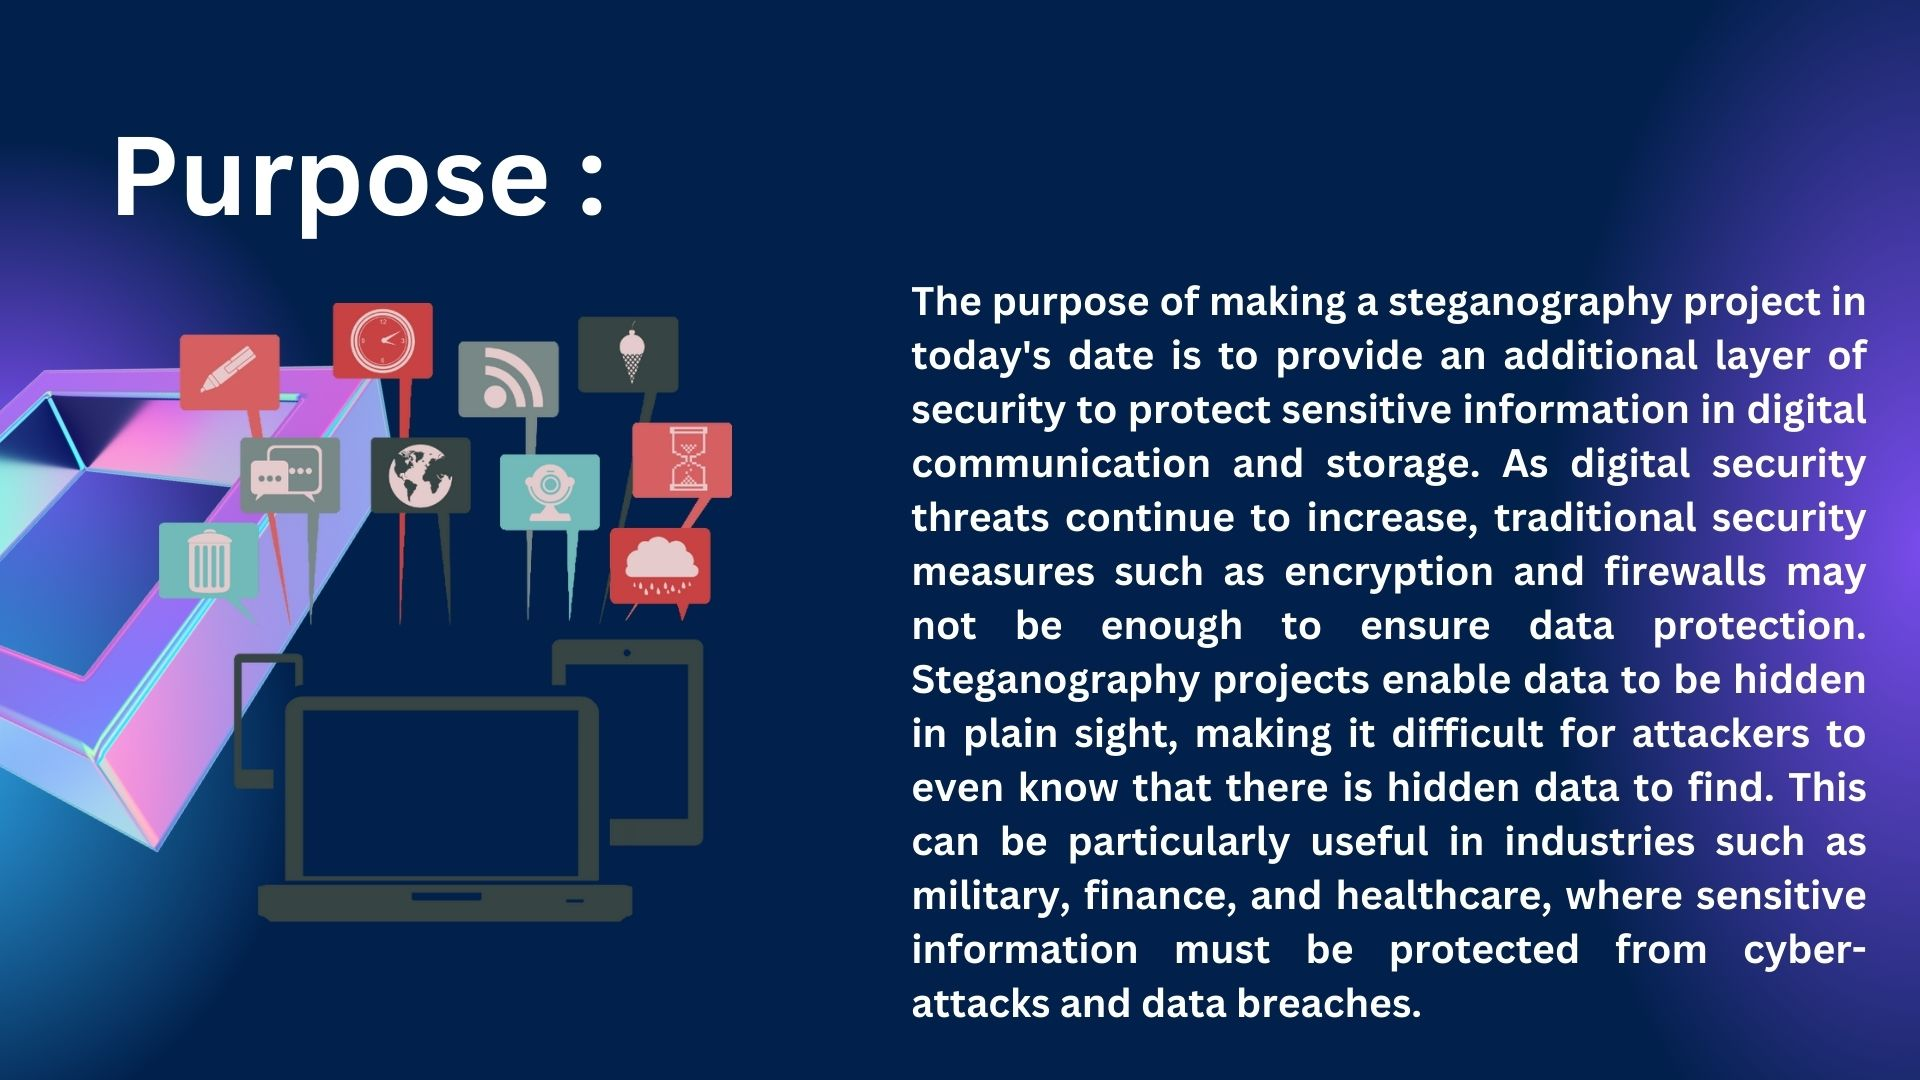 Purpose :
The purpose of making a steganography project in
today's date is to provide an additional layer of
security to protect sensitive information in digital
communication and storage. As digital security
threats continue to increase, traditional security
measures such as encryption and firewalls may
not be enough to ensure data protection.
Steganography projects enable data to be hidden
in plain sight, making it difficult for attackers to
even know that there is hidden data to find. This
can be particularly useful in industries such as
military, finance, and healthcare, where sensitive
information must be protected from cyber-
attacks and data breaches.